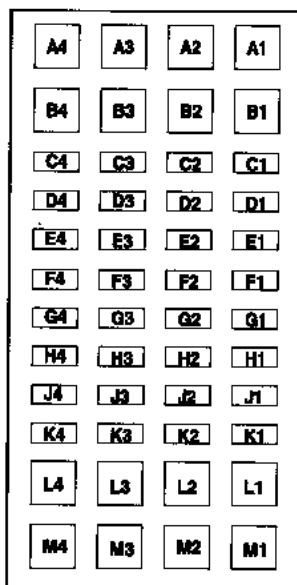 A4 A3 A2 A1
B4 B3 B2 B1
C4 C3 C2 C1
D4 D3 D2 D1
E4 E3 E2 E1
F4 F3 F2 F1
G4 G3 G2 G1
H4 H3 H2 H1
J4 J3 J2 J1
K4 K3 K2 K1
L4 L3 L2 L1
M4 M3 M2 M1